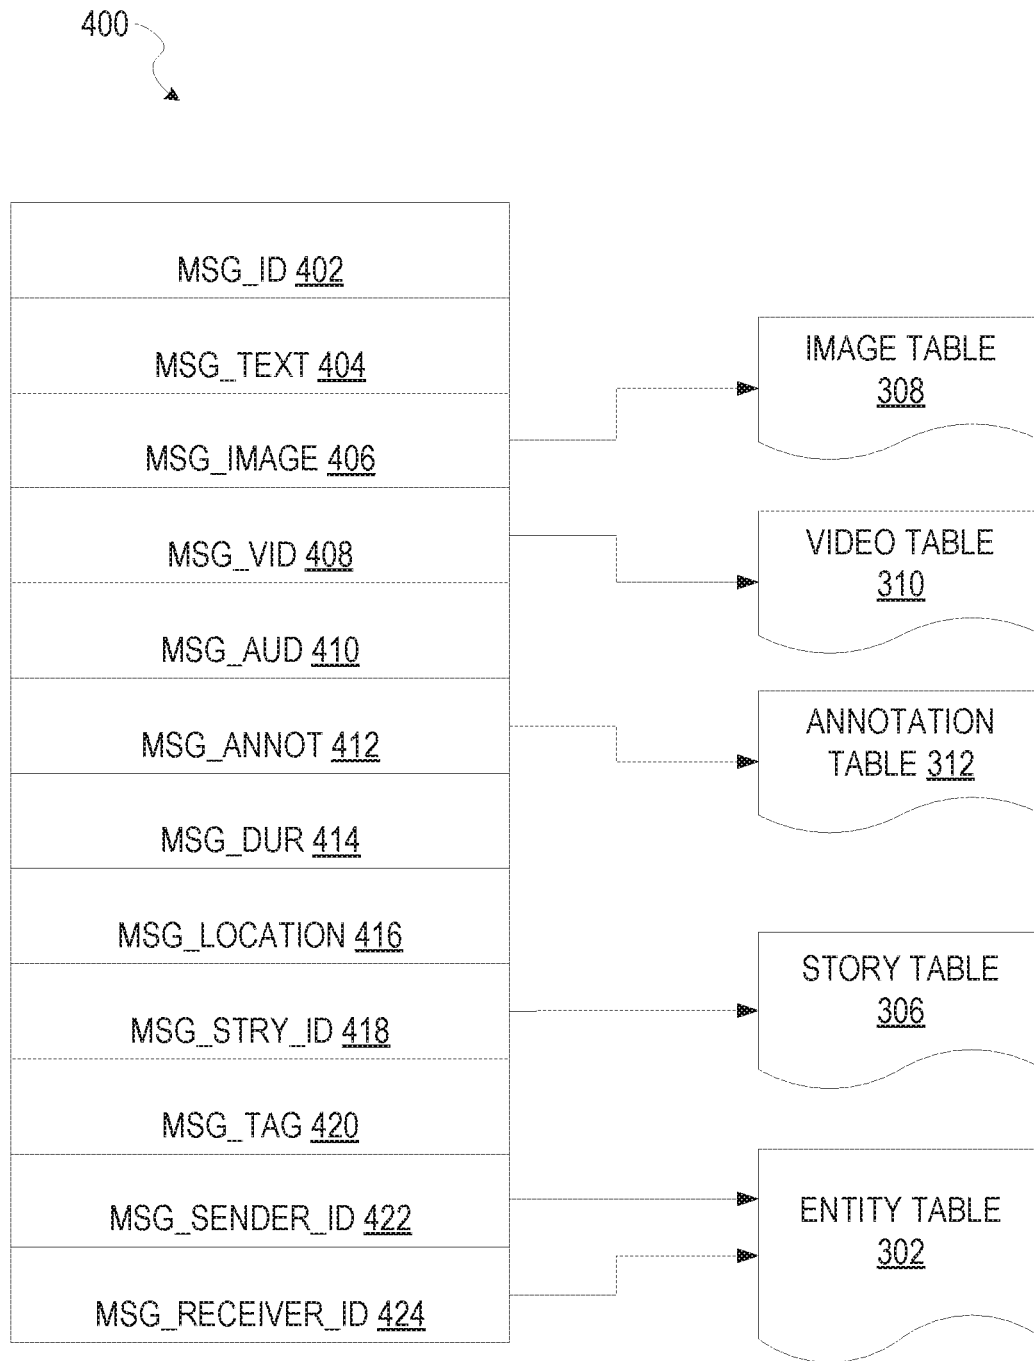 400
MSG_ID 402
MSG_TEXT 404
MSG_IMAGE 406
MSG_VID 408
MSG_AUD 410
MSG_ANNOT 412
MSG_DUR 414
MSG_LOCATION 416
MSG_STRY_ID 418
MSG_TAG 420
MSG_SENDER_ID 422
MSG_RECEIVER_ID 424
IMAGE TABLE
308
VIDEO TABLE
310
ANNOTATION
TABLE 312
STORY TABLE
306
ENTITY TABLE
302